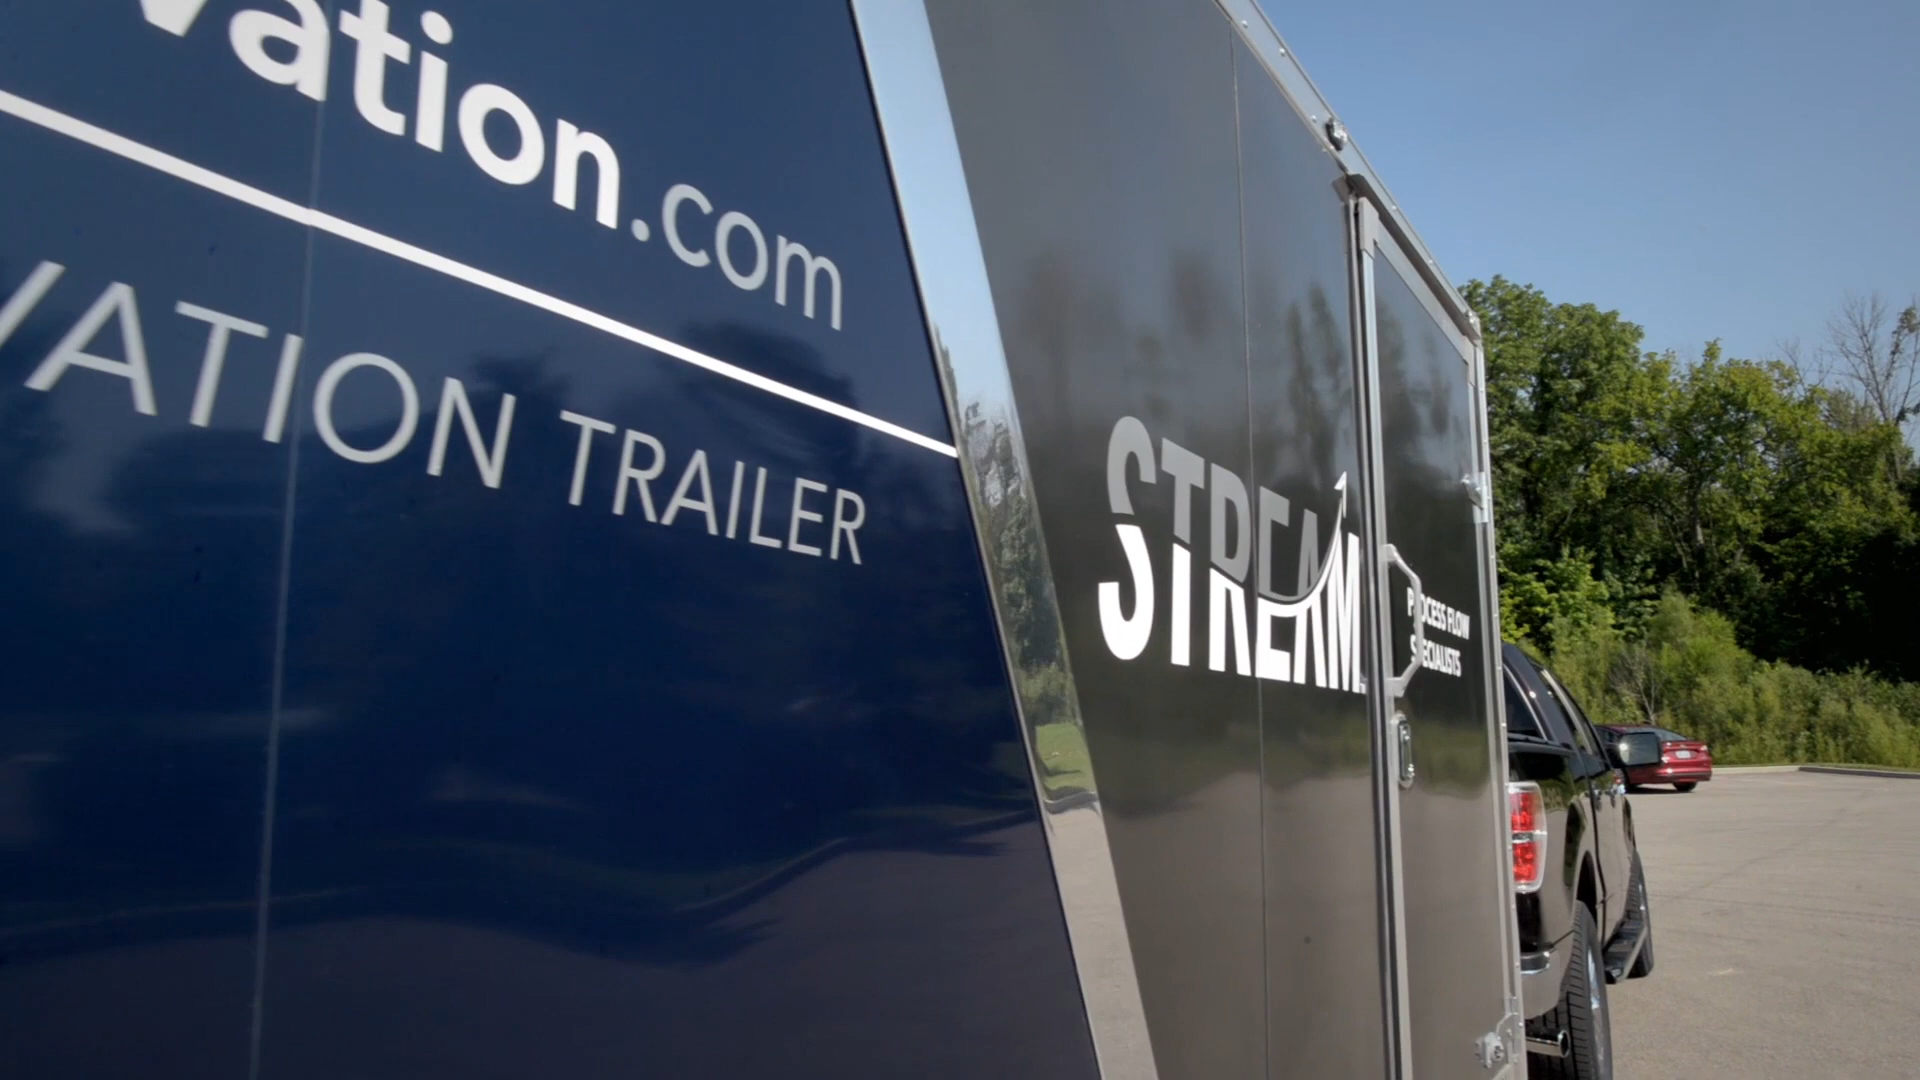 vation.com
VATION TRAILER
STREAM
PROCESS FLOW
SPECIALISTS